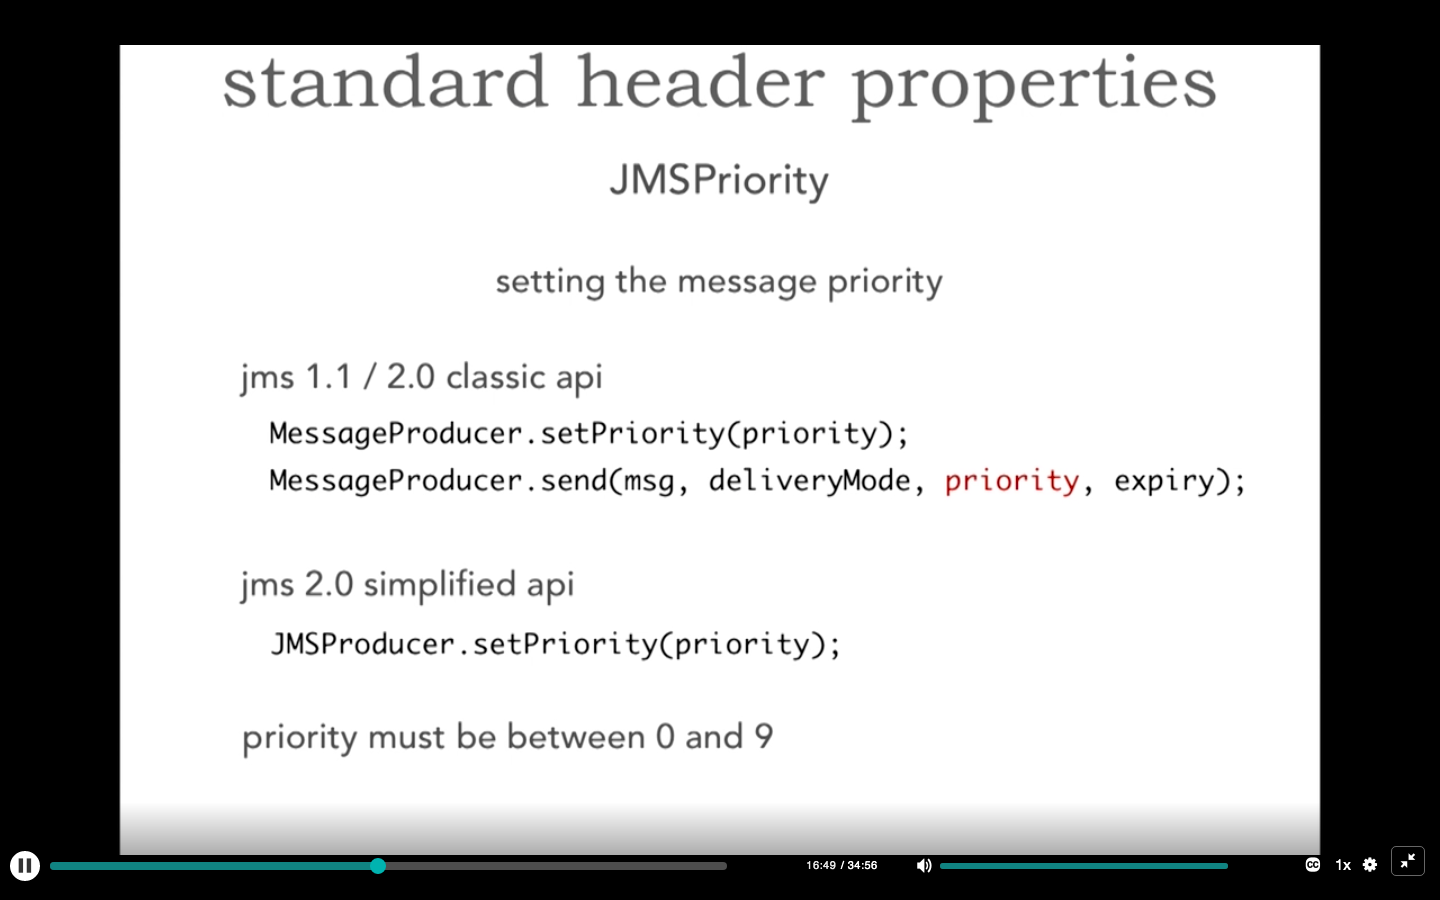 standard header properties
JMSPriority
setting the message priority
jms 1.1 / 2.0 classic api
MessageProducer.setPriority(priority);
MessageProducer.send(msg, deliveryMode, priority, expiry);
jms 2.0 simplified api
JMSProducer.setPriority(priority);
priority must be between 0 and 9
16:49 / 34:56
CC
1x